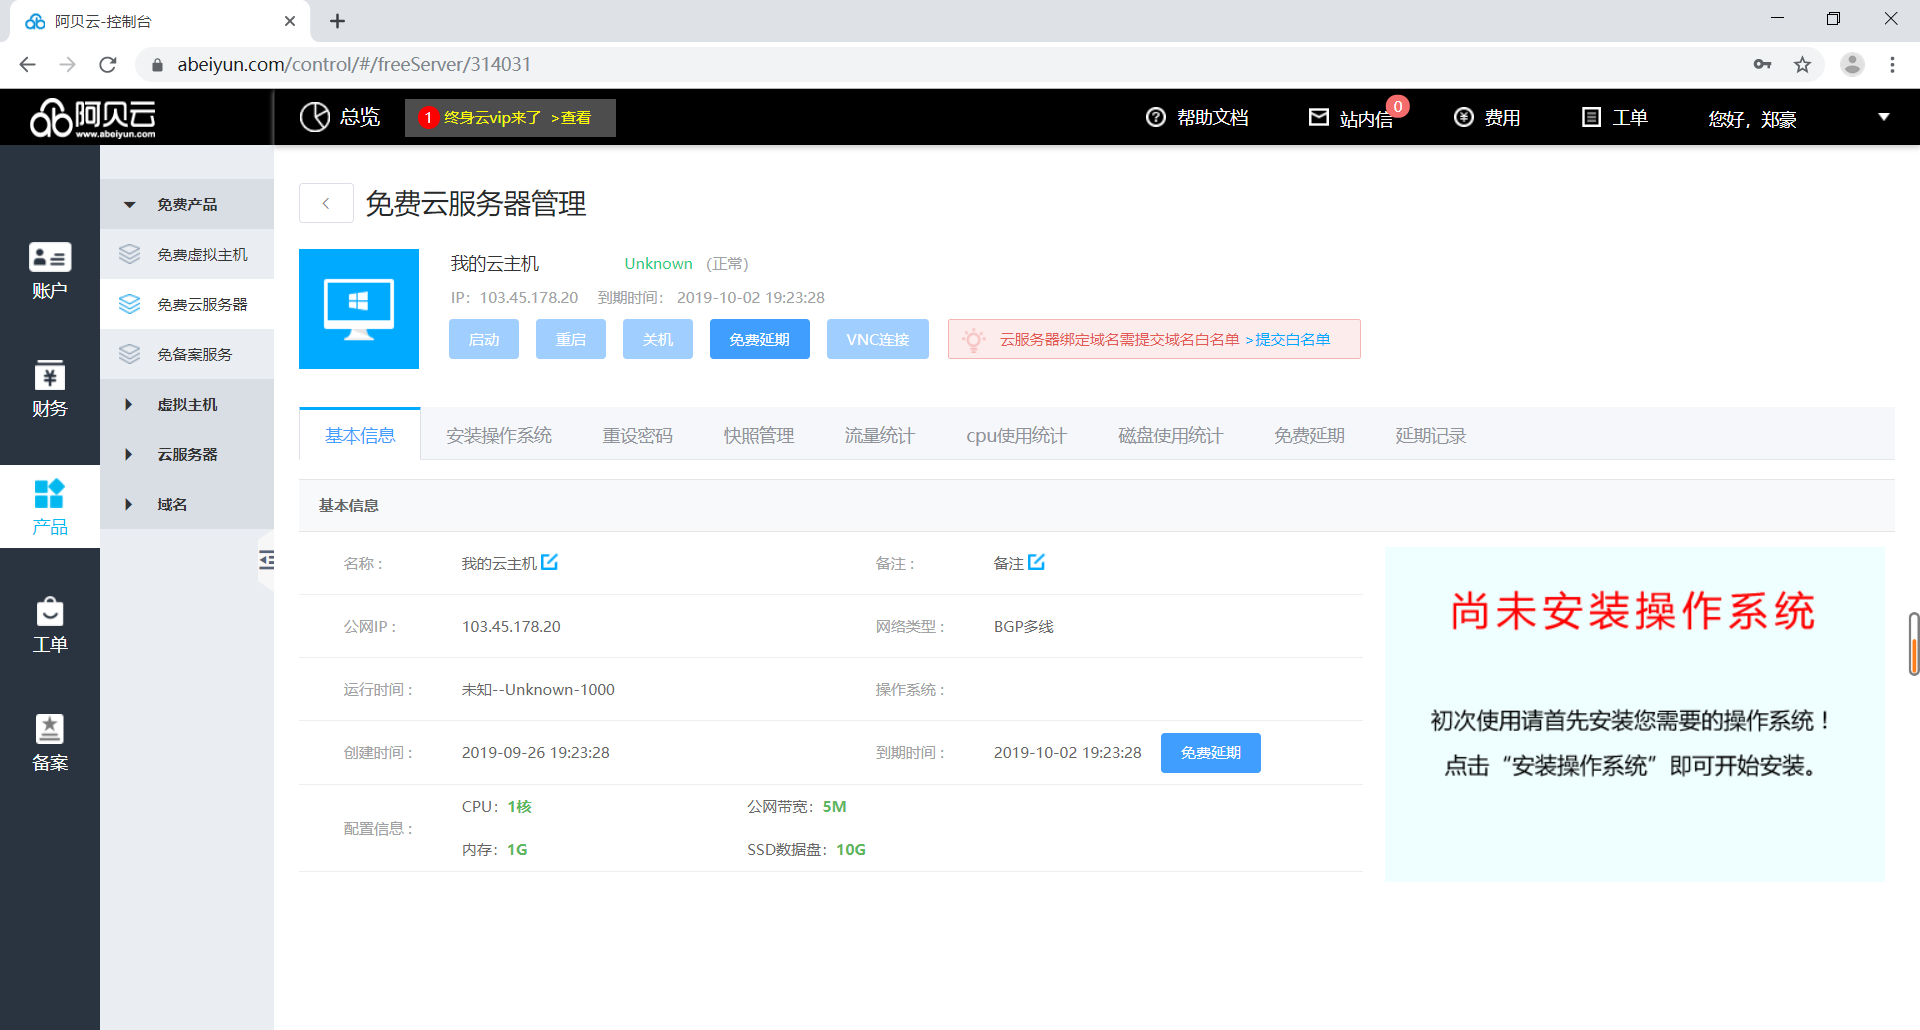 阿贝云-控制台
abeiyun.com/control/#/freeServer/314031
阿贝云
www.abeiyun.com
总览
1 终身云vip来了 >查看
帮助文档
站内信
0
费用
工单
您好，郑豪
账户
财务
产品
工单
备案
免费产品
免费虚拟主机
免费云服务器
免备案服务
虚拟主机
云服务器
域名
免费云服务器管理
我的云主机 Unknown (正常)
IP：103.45.178.20 到期时间： 2019-10-02 19:23:28
启动 重启 关机 免费延期 VNC连接 云服务器绑定域名需提交域名白名单 >提交白名单
基本信息 安装操作系统 重设密码 快照管理 流量统计 cpu使用统计 磁盘使用统计 免费延期 延期记录
基本信息
名称： 我的云主机 备注： 备注
公网IP： 103.45.178.20 网络类型： BGP多线
运行时间： 未知--Unknown-1000 操作系统：
创建时间： 2019-09-26 19:23:28 到期时间： 2019-10-02 19:23:28 免费延期
配置信息：
CPU：1核 公网带宽：5M
内存：1G SSD数据盘：10G
尚未安装操作系统
初次使用请首先安装您需要的操作系统！
点击“安装操作系统”即可开始安装。